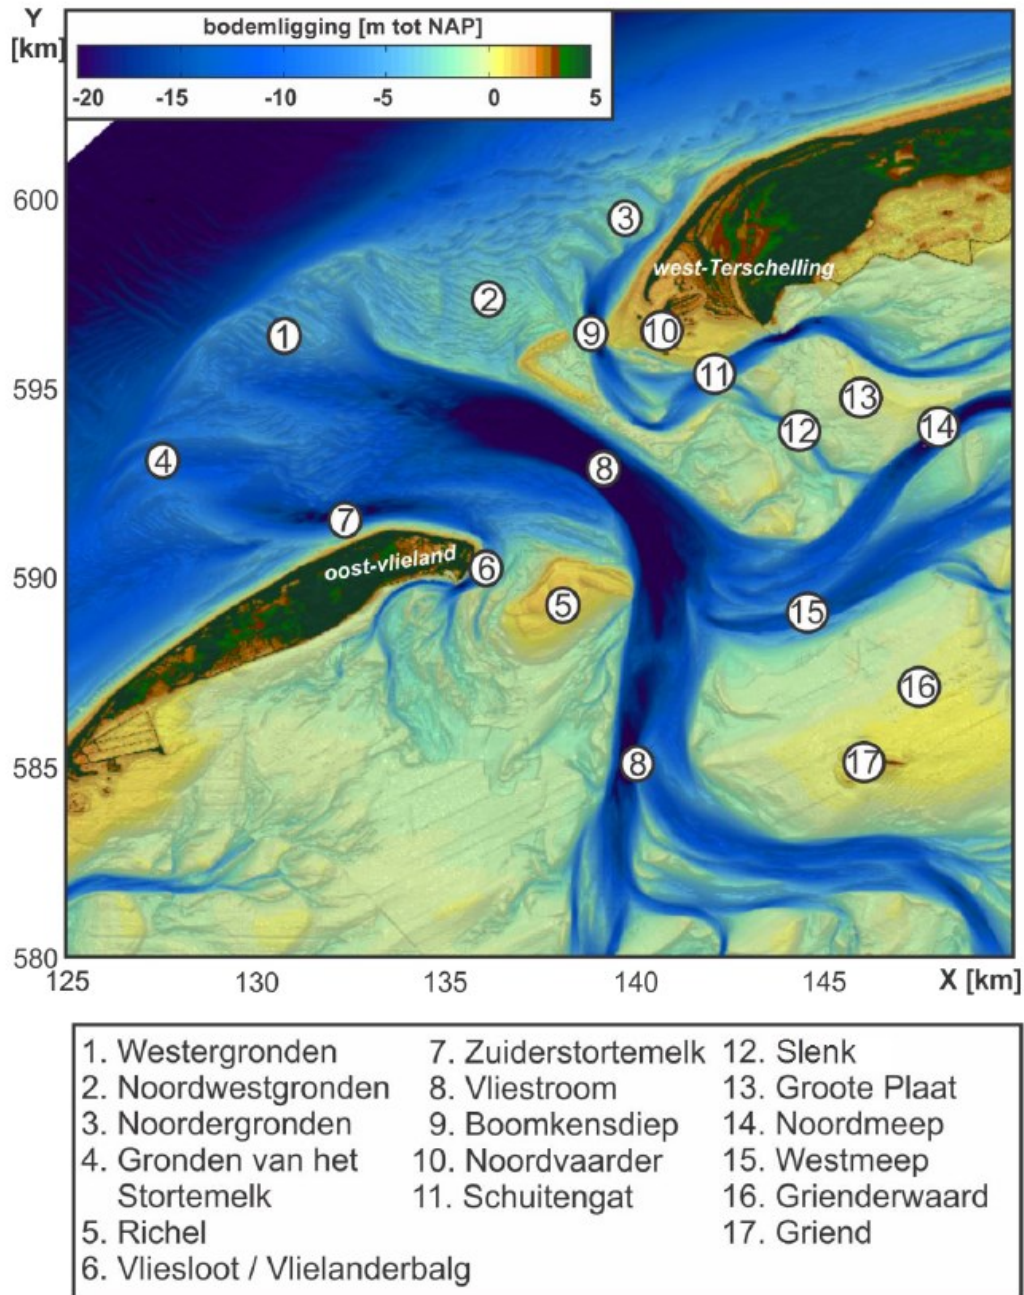 Y
[km]
bodemligging [m tot NAP]
-20 -15 -10 -5 0 5
600
3
west-Terschelling
2
1
9
10
595
11
13
12
14
4
8
7
oost-vlieland
590
6
5
15
16
585
8
17
580
125 130 135 140 145 X [km]
1. Westergronden
2. Noordwestgronden
3. Noordergronden
4. Gronden van het
Stortemelk
5. Richel
6. Vliesloot / Vlielanderbalg
7. Zuiderstortemelk
8. Vliestroom
9. Boomkensdiep
10. Noordvaarder
11. Schuitengat
12. Slenk
13. Groote Plaat
14. Noordmeep
15. Westmeep
16. Grienderwaard
17. Griend